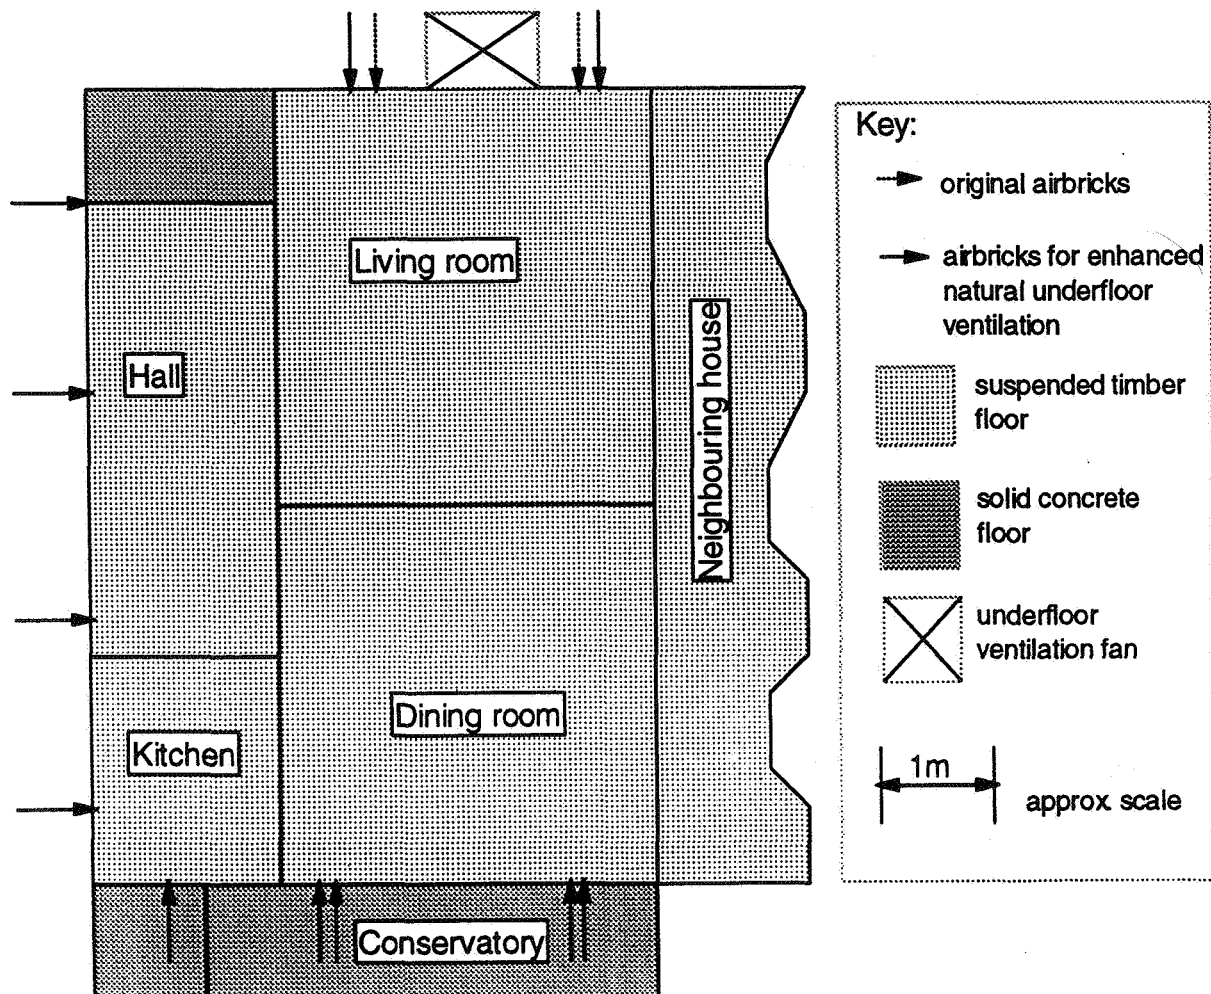 Living room
Hall
Neighbouring house
Dining room
Kitchen
Conservatory
Key:
original airbricks
airbricks for enhanced
natural underfloor
ventilation
suspended timber
floor
solid concrete
floor
underfloor
ventilation fan
1m
approx. scale